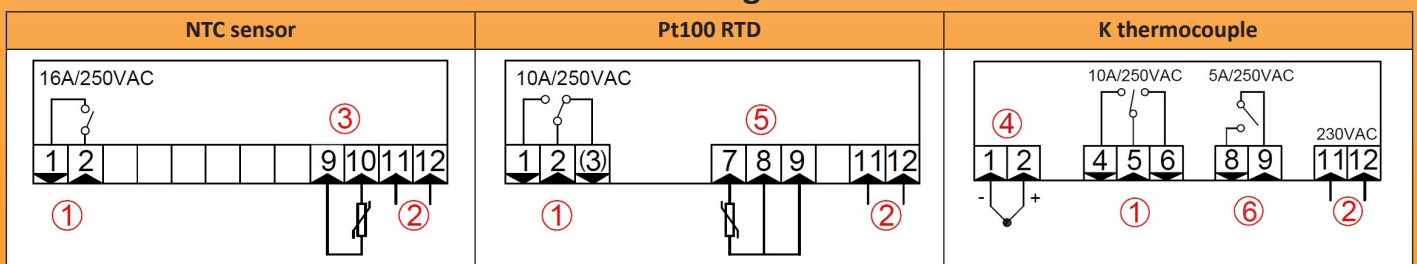 NTC sensor
Pt100 RTD
K thermocouple
16A/250VAC
③
1 2 9 10 11 12
① ②
10A/250VAC
⑤
1 2 (3) 7 8 9 11 12
① ②
10A/250VAC 5A/250VAC
④
230VAC
1 2 4 5 6 8 9 11 12
- +
① ⑥ ②